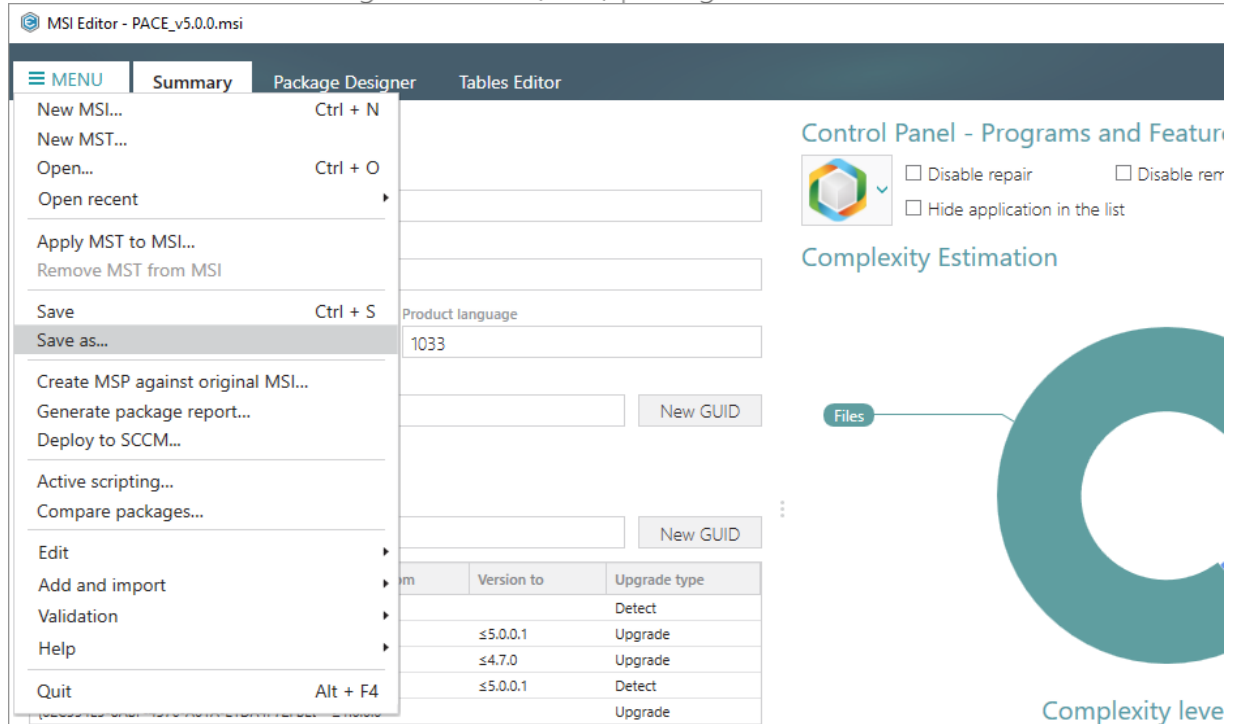 MSI Editor - PACE_v5.0.0.msi
MENU Summary Package Designer Tables Editor
New MSI... Ctrl + N
New MST...
Open... Ctrl + O
Open recent
Apply MST to MSI...
Remove MST from MSI
Save Ctrl + S
Save as...
Create MSP against original MSI...
Generate package report...
Deploy to SCCM...
Active scripting...
Compare packages...
Edit
Add and import
Validation
Help
Quit Alt + F4
Product language
1033
New GUID
New GUID
Version to Upgrade type
Detect
≤5.0.0.1 Upgrade
≤4.7.0 Upgrade
≤5.0.0.1 Detect
Upgrade
Control Panel - Programs and Featur
Disable repair Disable rem
Hide application in the list
Complexity Estimation
Files
Complexity leve